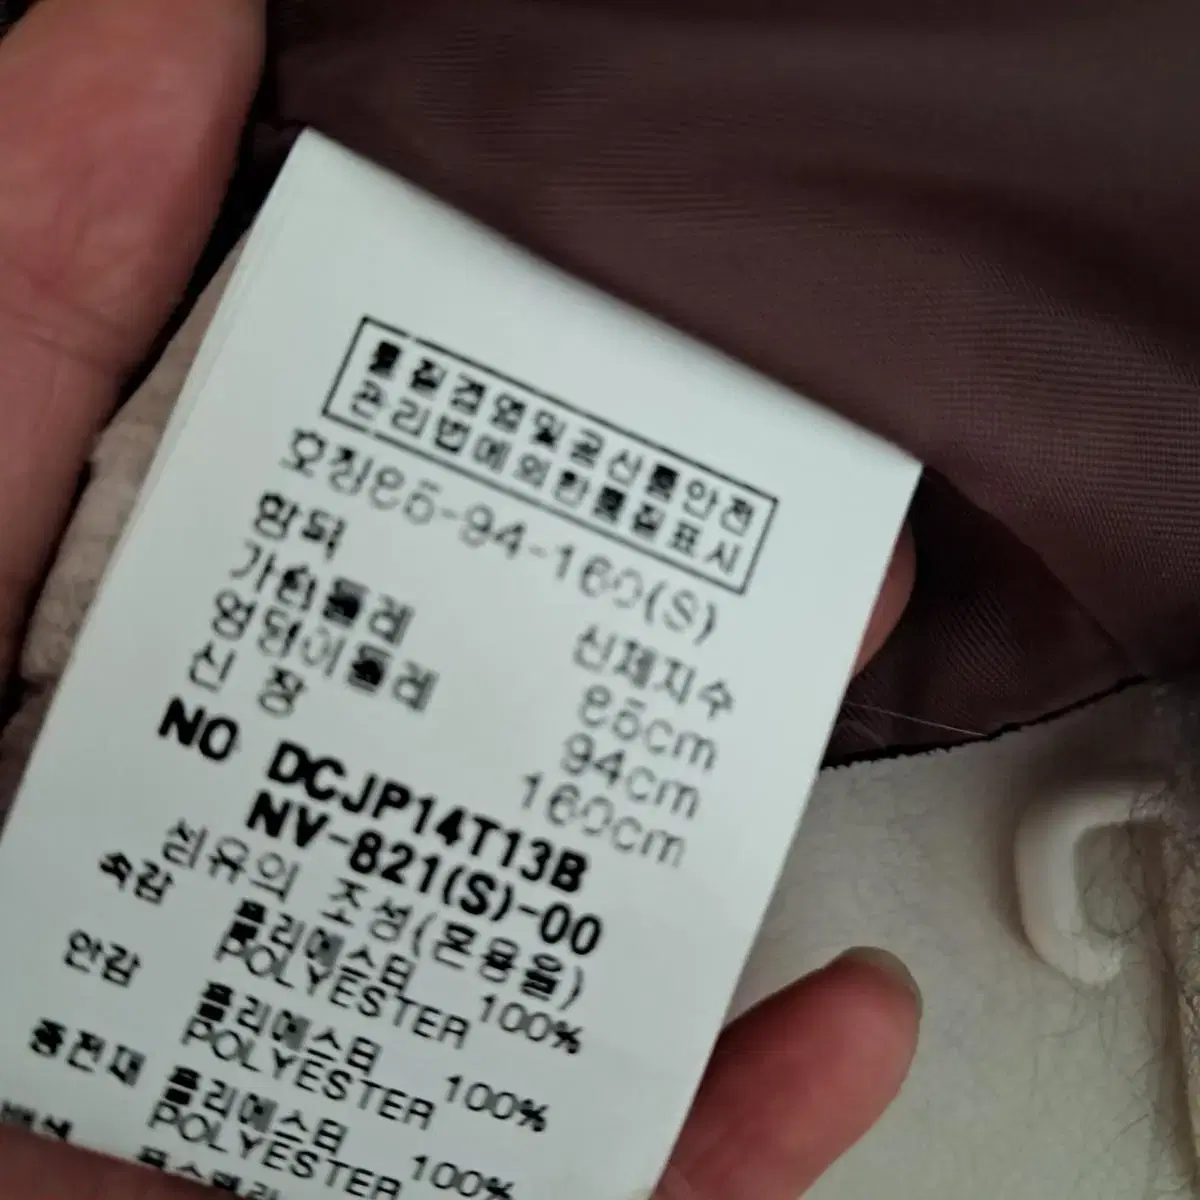 품질경영및공산품안전
관리법에의한품질표시
호칭85-94-160(S)
항목 신체지수
가슴둘레 85cm
엉덩이둘레 94cm
신 장 160cm
NO DCJP14T13B
NV-821(S)-00
섬유의 조성(혼용율)
폴리에스터
안감 POLYESTER 100%
폴리에스터
충전재 POLYESTER 100%
폴리에스터
POLYESTER 100%